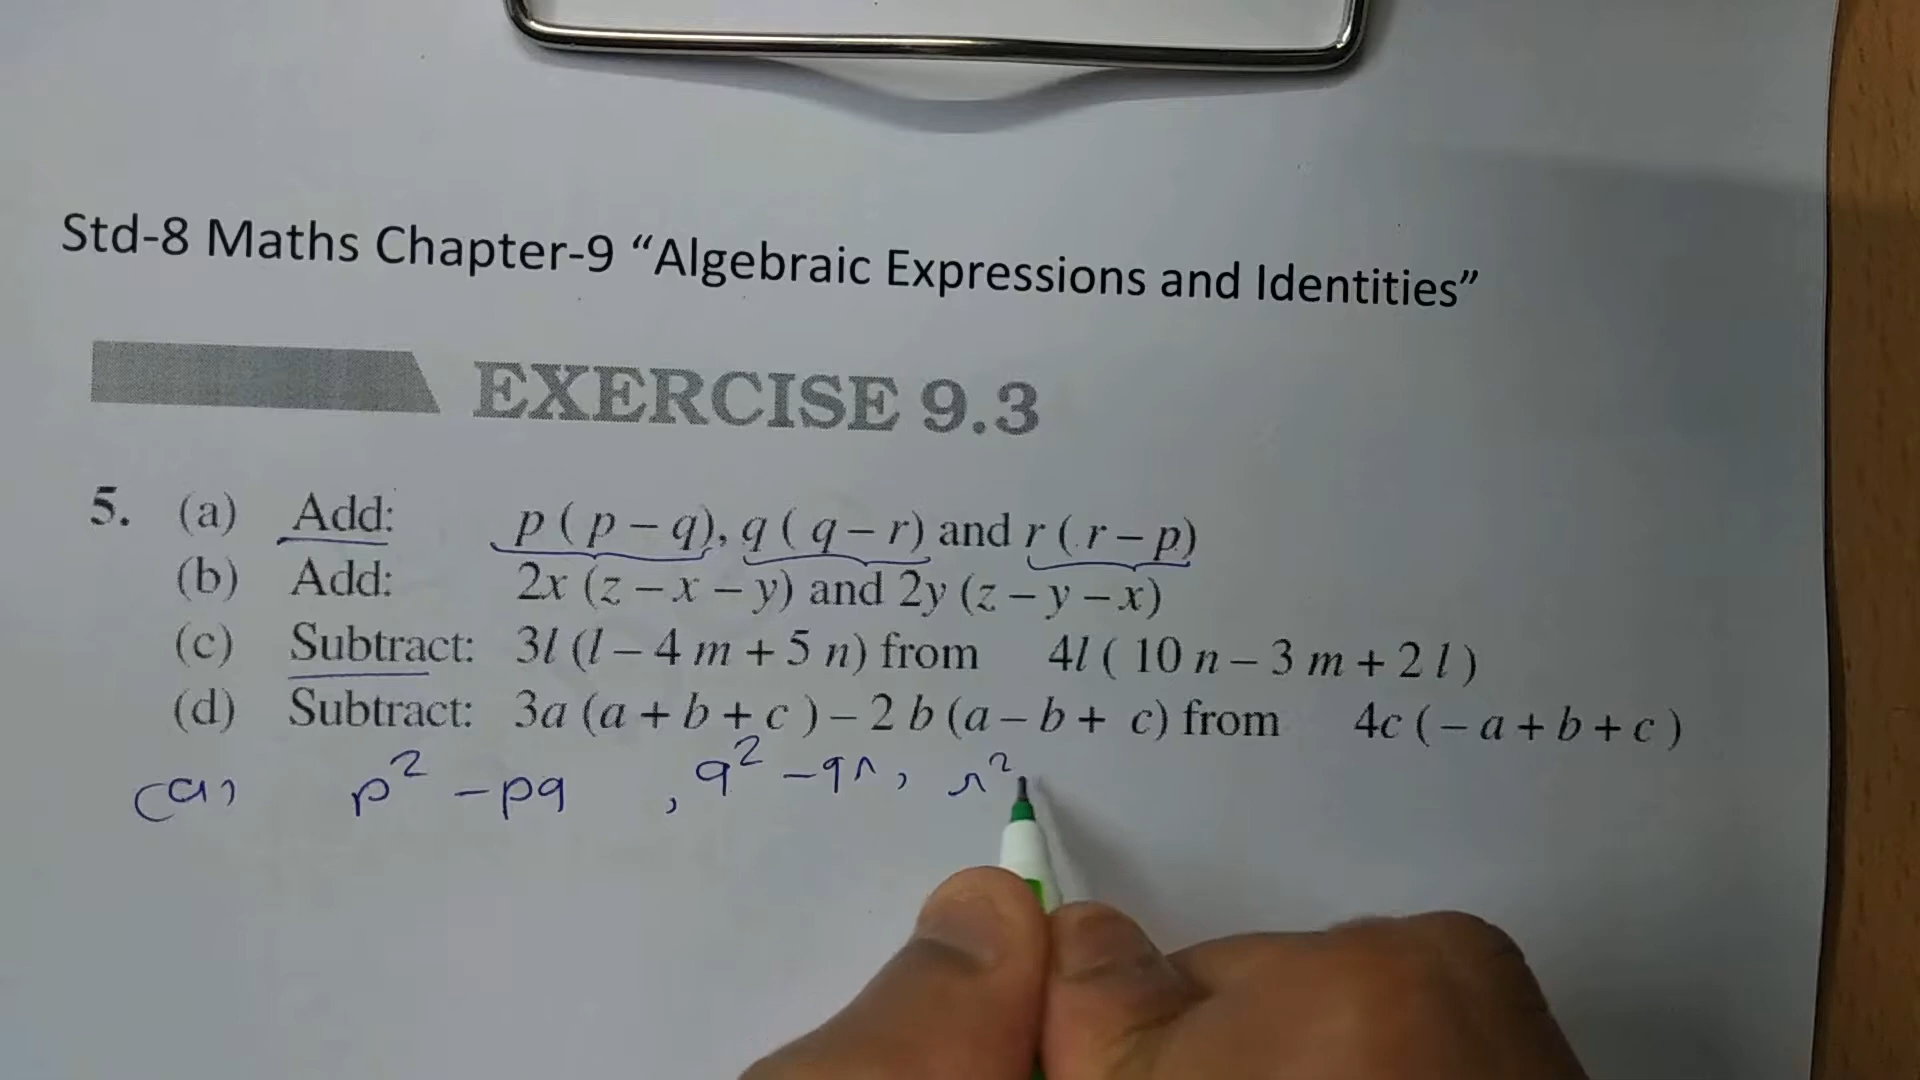 Std-8 Maths Chapter-9 “Algebraic Expressions and Identities”
EXERCISE 9.3
5. (a) Add: p ( p – q), q ( q – r) and r ( r – p)
(b) Add: 2x (z – x – y) and 2y (z – y – x)
(c) Subtract: 3l (l – 4 m + 5 n) from 4l ( 10 n – 3 m + 2 l )
(d) Subtract: 3a (a + b + c ) – 2 b (a – b + c) from 4c ( – a + b + c )
(a) p² – pq , q² – qr, r²